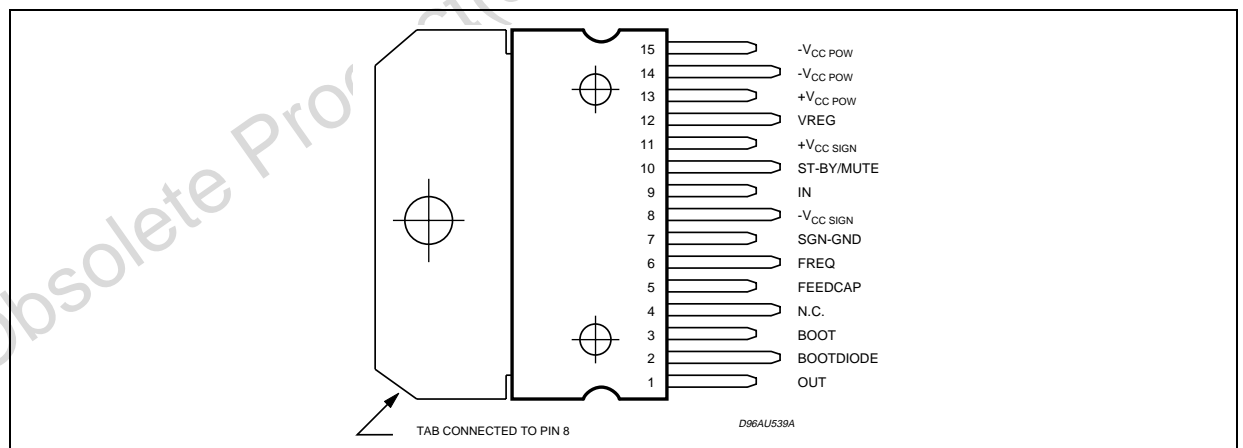 Obsolete Product(
15 -VCC POW
14 -VCC POW
13 +VCC POW
12 VREG
11 +VCC SIGN
10 ST-BY/MUTE
9 IN
8 -VCC SIGN
7 SGN-GND
6 FREQ
5 FEEDCAP
4 N.C.
3 BOOT
2 BOOTDIODE
1 OUT
TAB CONNECTED TO PIN 8
D96AU539A